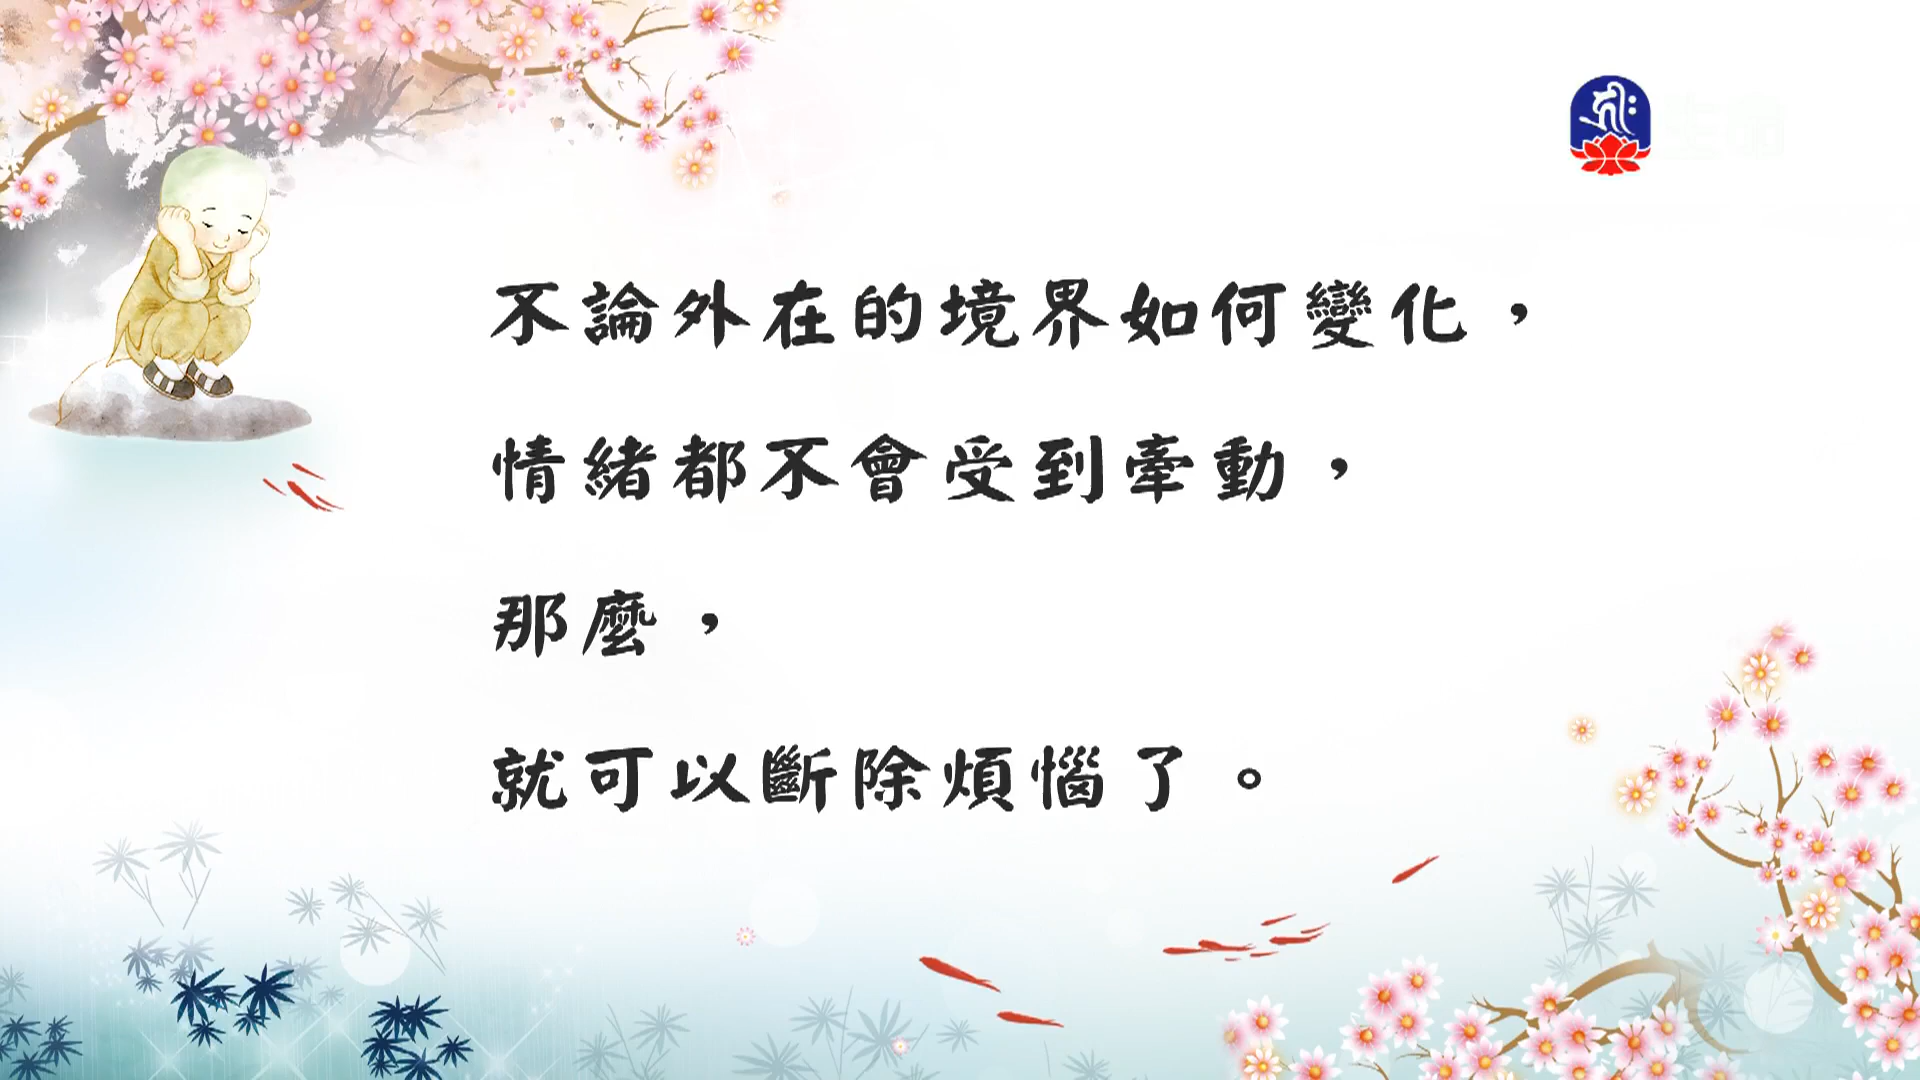 不論外在的境界如何變化，
情緒都不會受到牽動，
那麼，
就可以斷除煩惱了。